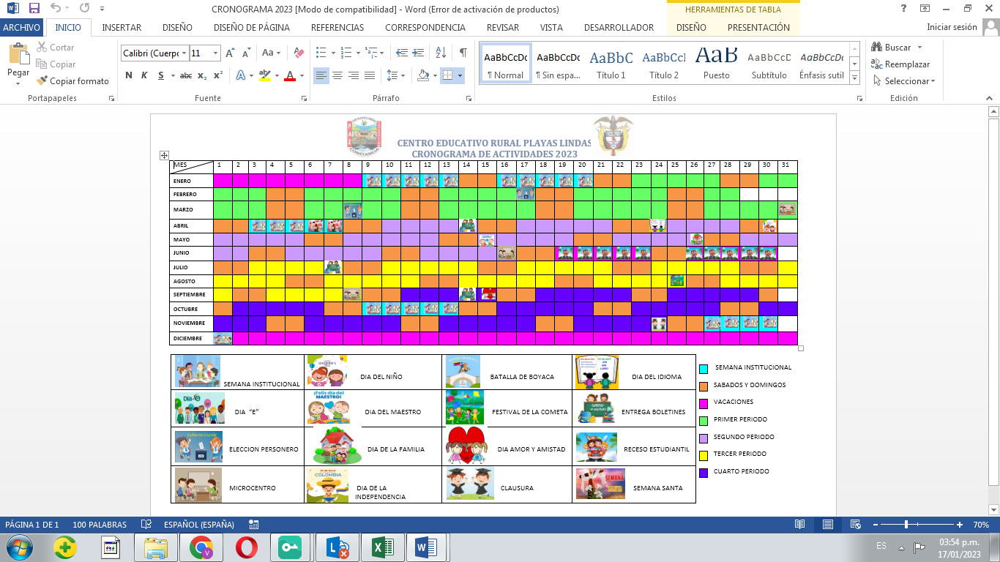 CRONOGRAMA 2023 [Modo de compatibilidad] - Word (Error de activación de productos)
HERRAMIENTAS DE TABLA
ARCHIVO INICIO INSERTAR DISEÑO DISEÑO DE PÁGINA REFERENCIAS CORRESPONDENCIA REVISAR VISTA DESARROLLADOR DISEÑO PRESENTACIÓN Iniciar sesión
Pegar
Cortar
Copiar
Copiar formato
Portapapeles
Calibri (Cuerpo 11
N K S abc x₂ x²
Fuente
Párrafo
AaBbCcDc AaBbCcDc AaBbC AaBbCcI AaB AaBbCcD AaBbCcDc
¶ Normal ¶ Sin espa... Título 1 Título 2 Puesto Subtítulo Énfasis sutil
Estilos
Buscar
Reemplazar
Seleccionar
Edición
CENTRO EDUCATIVO RURAL PLAYAS LINDAS
CRONOGRAMA DE ACTIVIDADES 2023
MES 1 2 3 4 5 6 7 8 9 10 11 12 13 14 15 16 17 18 19 20 21 22 23 24 25 26 27 28 29 30 31
ENERO
FEBRERO
MARZO
ABRIL
MAYO
JUNIO
JULIO
AGOSTO
SEPTIEMBRE
OCTUBRE
NOVIEMBRE
DICIEMBRE
SEMANA INSTITUCIONAL
DIA DEL NIÑO
BATALLA DE BOYACA
DIA DEL IDIOMA
DIA "E"
¡Feliz día del MAESTRO!
DIA DEL MAESTRO
FESTIVAL DE LA COMETA
ENTREGA BOLETINES
Gobierno Escolar
ELECCION PERSONERO
DIA DE LA FAMILIA
DIA AMOR Y AMISTAD
RECESO ESTUDIANTIL
MICROCENTRO
COLOMBIA
DIA DE LA
INDEPENDENCIA
CLAUSURA
SEMANA
SEMANA SANTA
SEMANA INSTITUCIONAL
SABADOS Y DOMINGOS
VACACIONES
PRIMER PERIODO
SEGUNDO PERIODO
TERCER PERIODO
CUARTO PERIODO
PÁGINA 1 DE 1 100 PALABRAS ESPAÑOL (ESPAÑA) 70%
ES
03:54 p.m.
17/01/2023